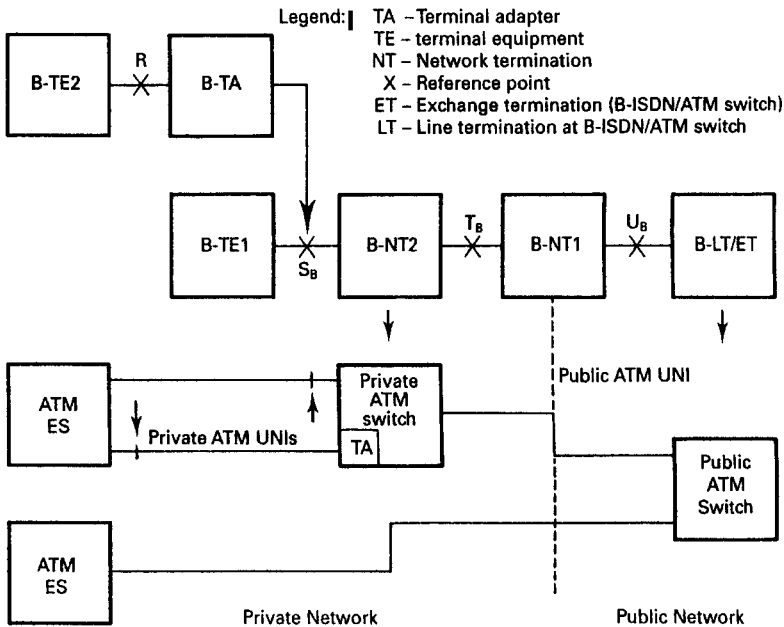 Legend: TA – Terminal adapter
TE – terminal equipment
NT – Network termination
X – Reference point
ET – Exchange termination (B-ISDN/ATM switch)
LT – Line termination at B-ISDN/ATM switch
B-TE2
R
B-TA
B-TE1
S_B
B-NT2
T_B
B-NT1
U_B
B-LT/ET
Public ATM UNI
ATM
ES
Private ATM UNIs
Private
ATM
switch
TA
Public
ATM
Switch
ATM
ES
Private Network
Public Network